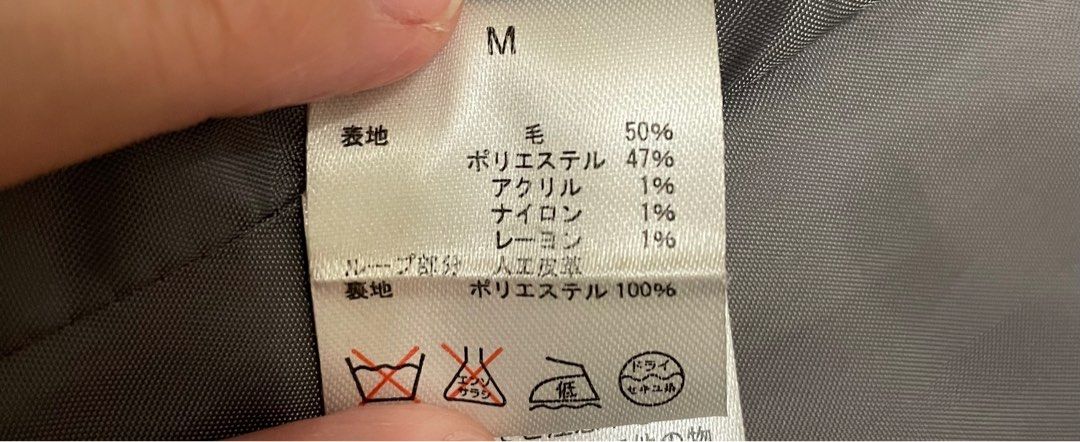 M
表地 毛 50%
ポリエステル 47%
アクリル 1%
ナイロン 1%
レーヨン 1%
ループ部分 人工皮革
裏地 ポリエステル 100%
エンソ
サラシ
低
ドライ
セキユ系
の物